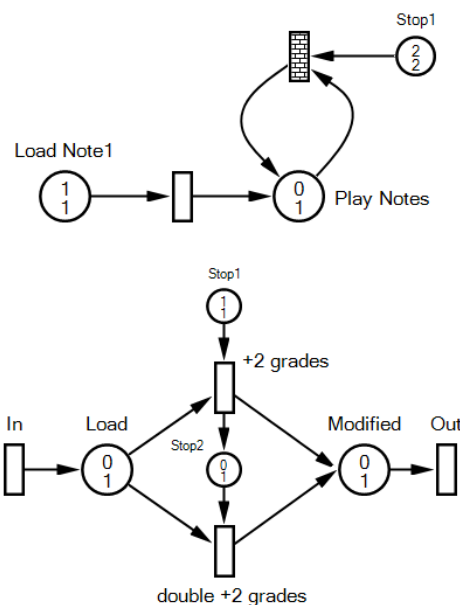 Stop1
2
2
Load Note1
1
1
0
1
Play Notes
Stop1
1
1
+2 grades
In
Load
Stop2
Modified
Out
0
1
0
1
0
1
double +2 grades